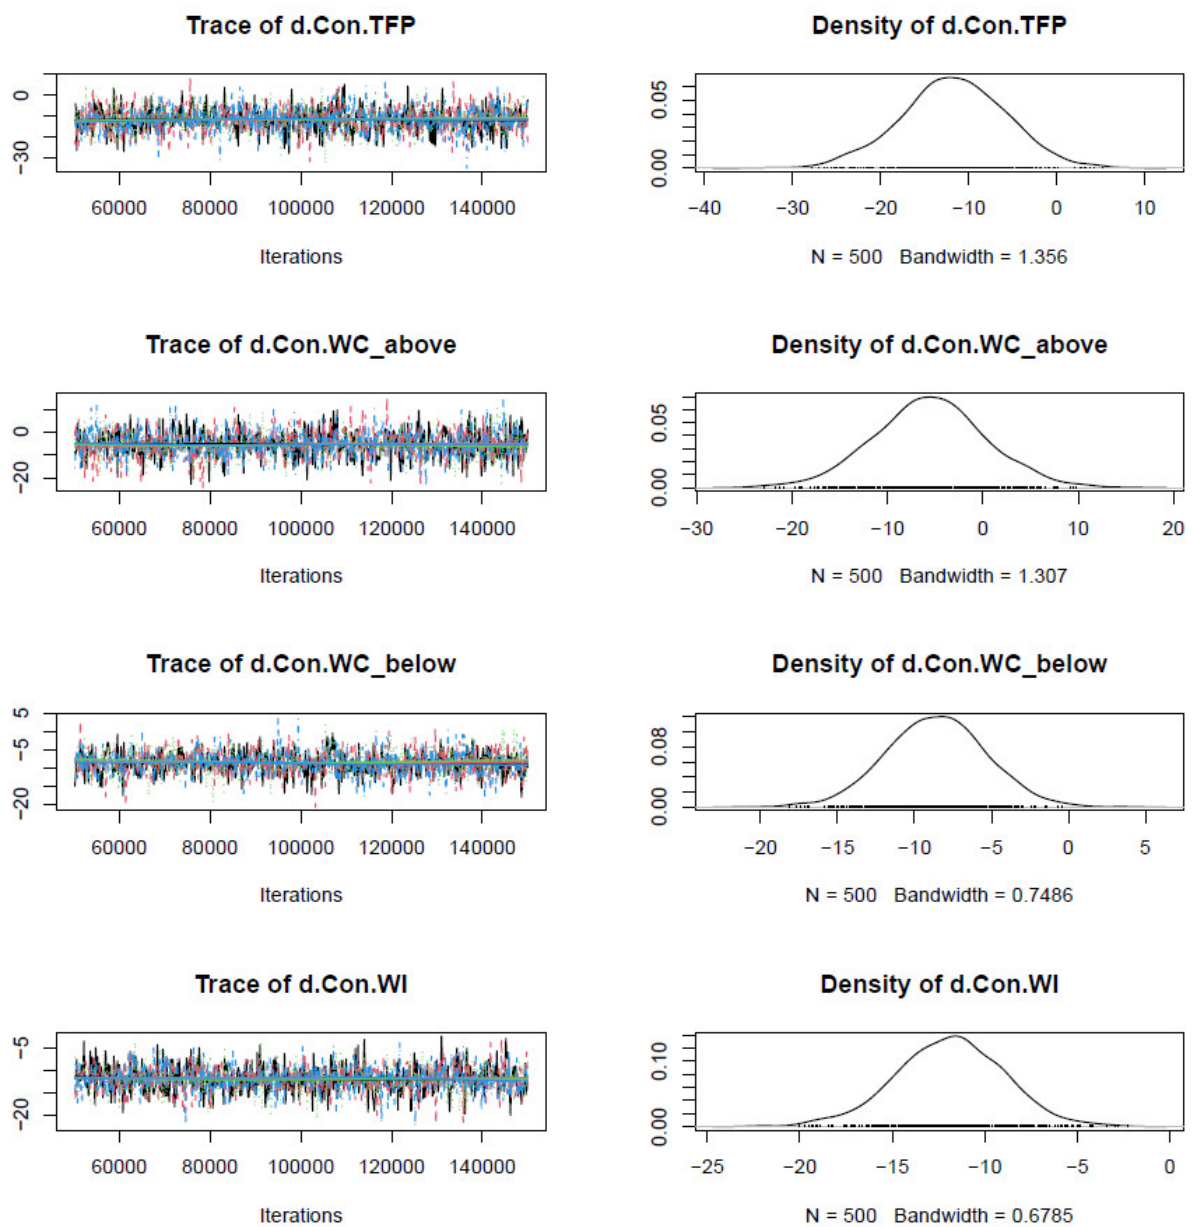 Trace of d.Con.TFP
0
−30
60000 80000 100000 120000 140000
Iterations
Density of d.Con.TFP
0.05
0.00
−40 −30 −20 −10 0 10
N = 500 Bandwidth = 1.356
Trace of d.Con.WC_above
0
−20
60000 80000 100000 120000 140000
Iterations
Density of d.Con.WC_above
0.05
0.00
−30 −20 −10 0 10 20
N = 500 Bandwidth = 1.307
Trace of d.Con.WC_below
5
−5
−20
60000 80000 100000 120000 140000
Iterations
Density of d.Con.WC_below
0.08
0.00
−20 −15 −10 −5 0 5
N = 500 Bandwidth = 0.7486
Trace of d.Con.WI
−5
−20
60000 80000 100000 120000 140000
Iterations
Density of d.Con.WI
0.10
0.00
−25 −20 −15 −10 −5 0
N = 500 Bandwidth = 0.6785